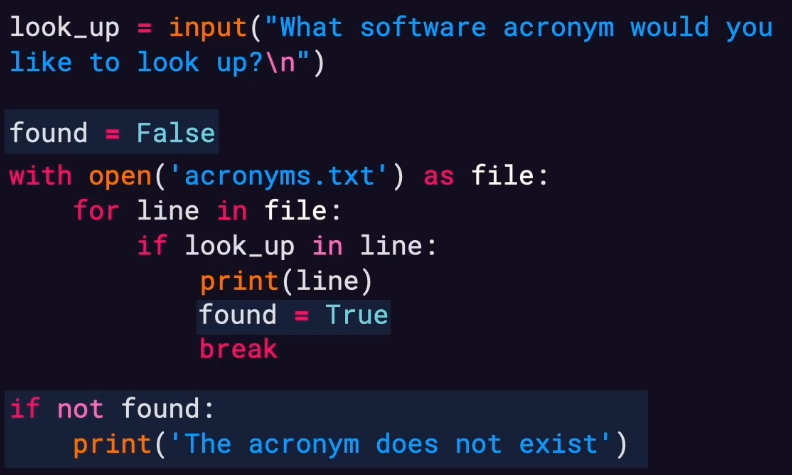 look_up = input("What software acronym would you
like to look up?\n")
found = False
with open('acronyms.txt') as file:
    for line in file:
        if look_up in line:
            print(line)
            found = True
            break
if not found:
    print('The acronym does not exist')